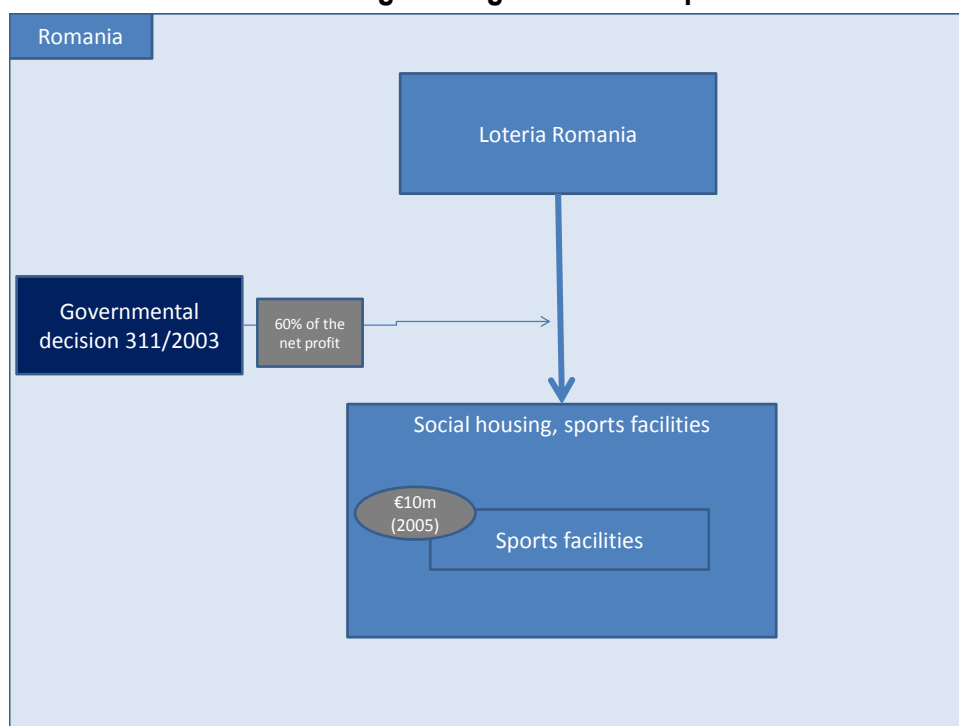 Romania
Loteria Romania
Governmental
decision 311/2003
60% of the
net profit
Social housing, sports facilities
€10m
(2005)
Sports facilities